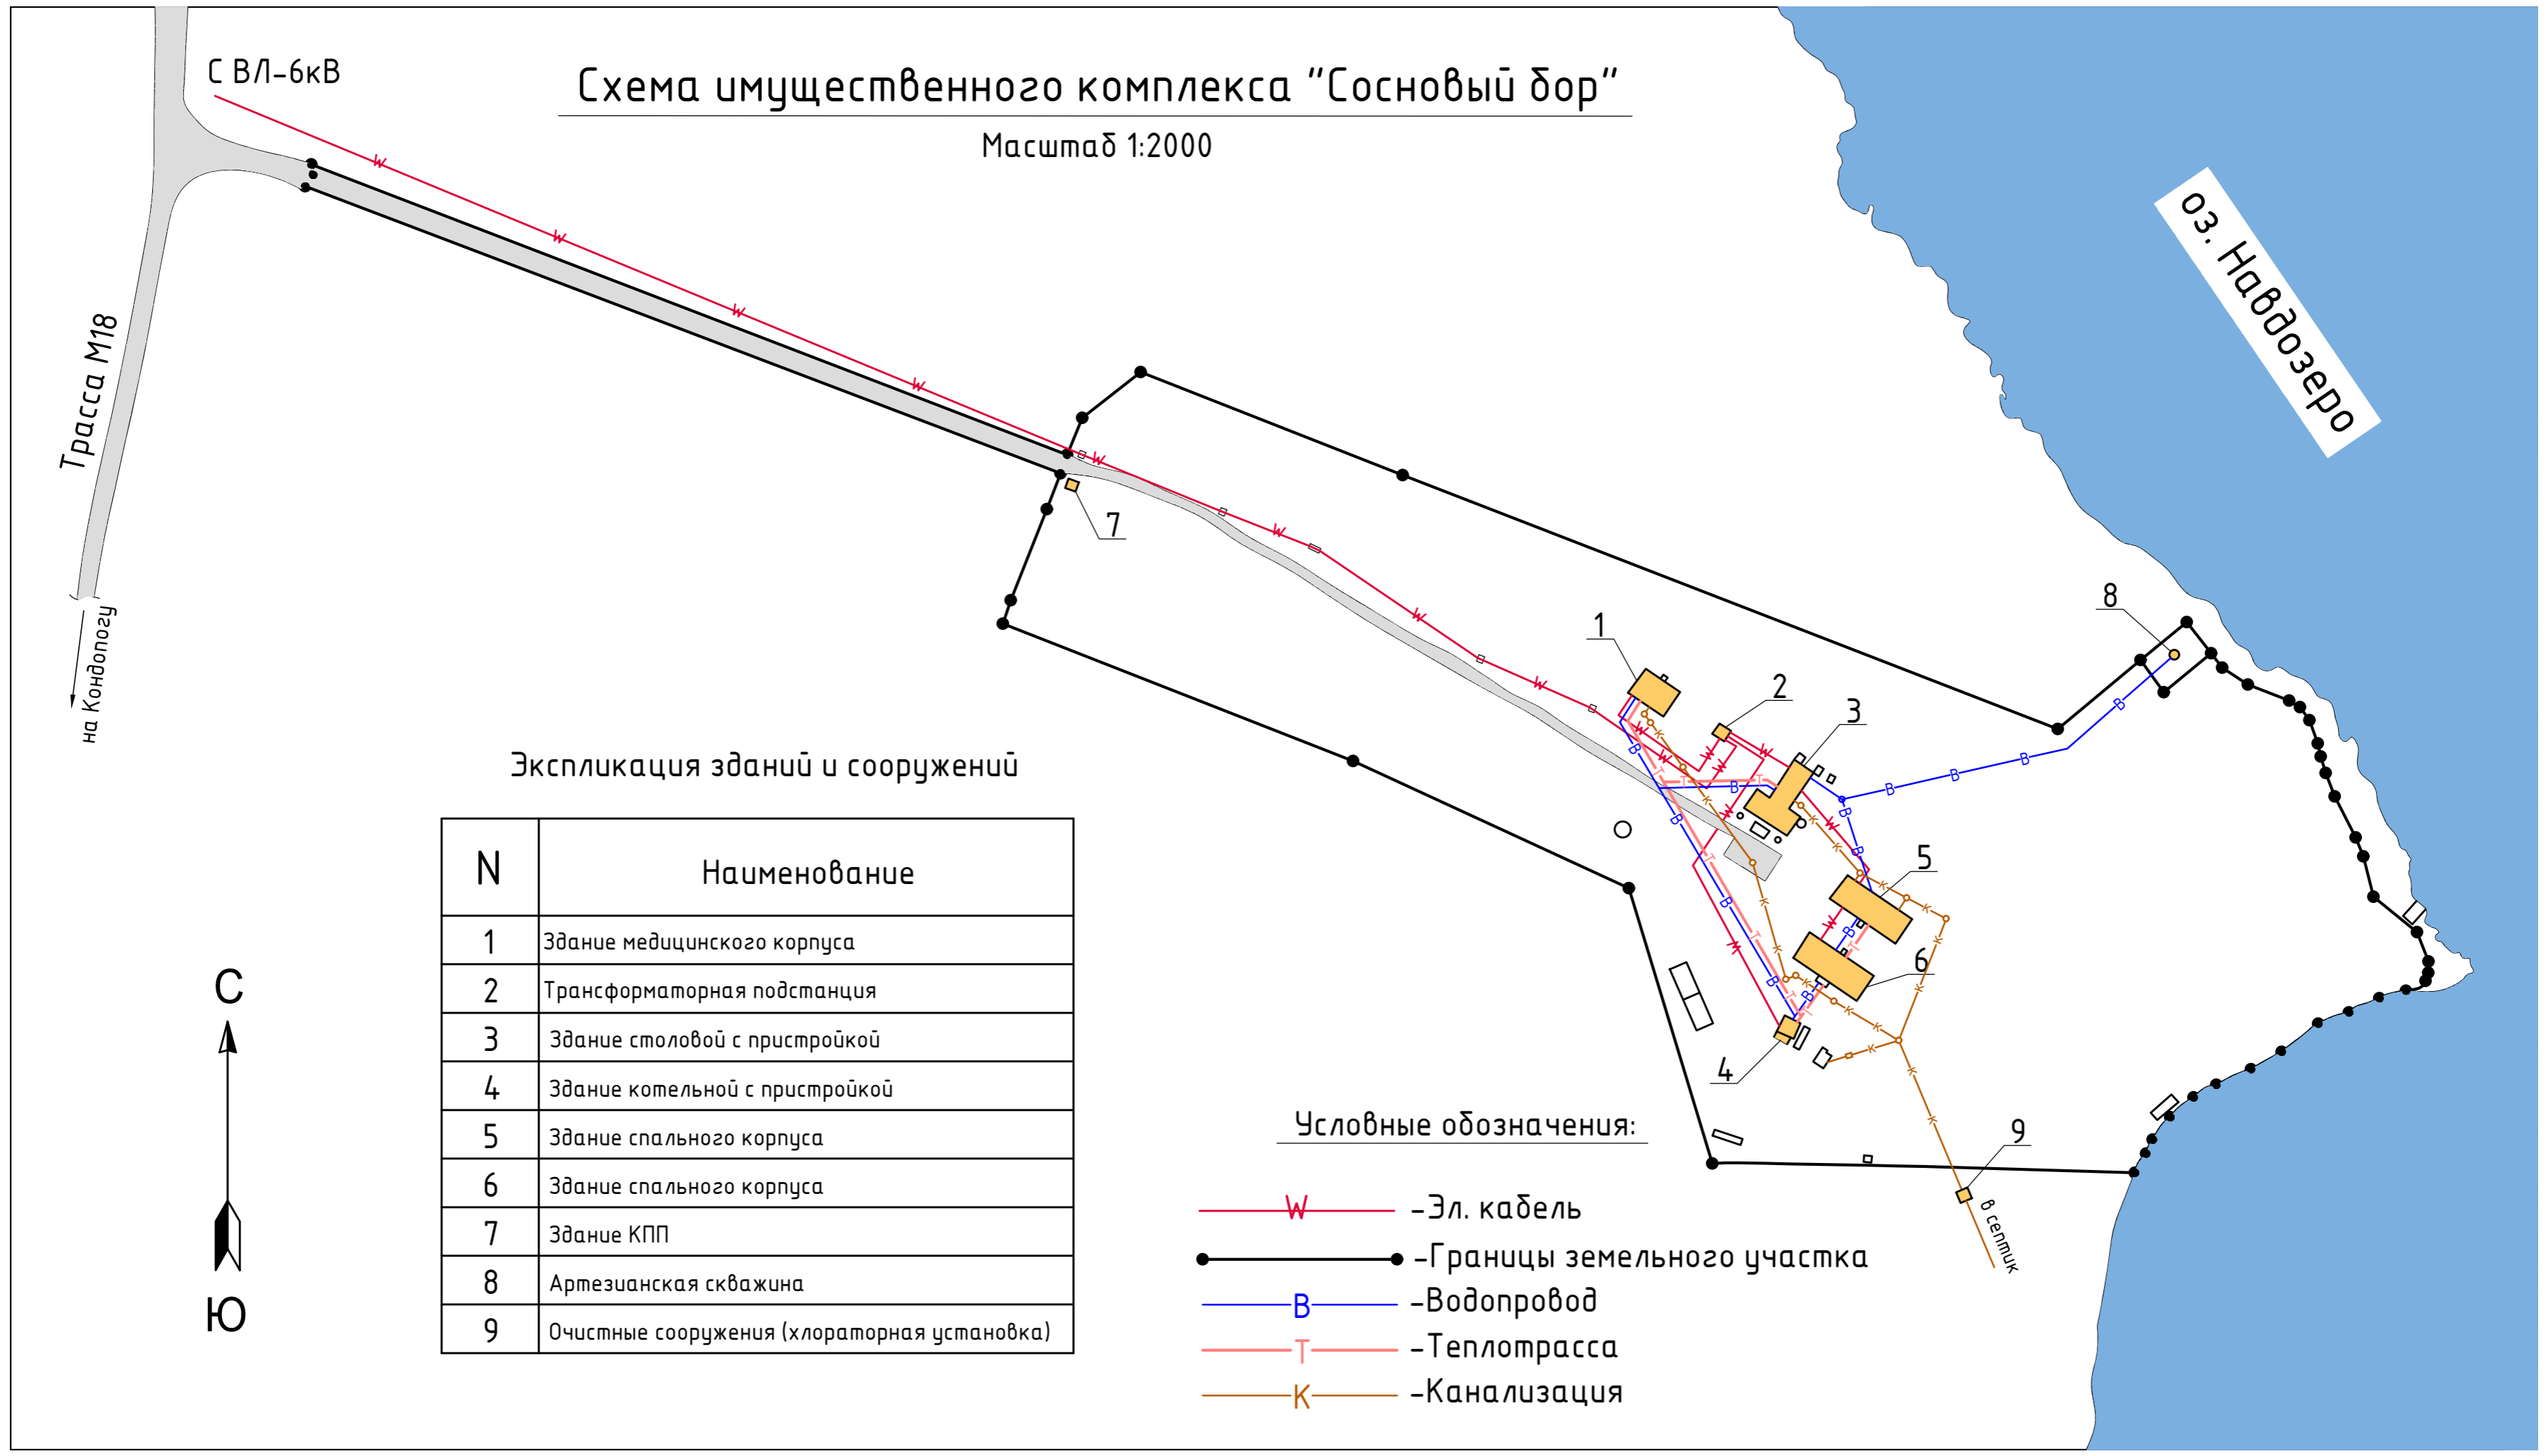 С ВЛ-6кВ
Схема имущественного комплекса "Сосновый бор"
Масштаб 1:2000
оз. Навдозеро
Трасса М18
на Кондопогу
7
8
1
2
3
5
6
4
9
в септик
W W W W W W W W
В В В В
Экспликация зданий и сооружений
N Наименование
1 Здание медицинского корпуса
2 Трансформаторная подстанция
3 Здание столовой с пристройкой
4 Здание котельной с пристройкой
5 Здание спального корпуса
6 Здание спального корпуса
7 Здание КПП
8 Артезианская скважина
9 Очистные сооружения (хлораторная установка)
С
Ю
Условные обозначения:
W -Эл. кабель
-Границы земельного участка
В -Водопровод
Т -Теплотрасса
К -Канализация